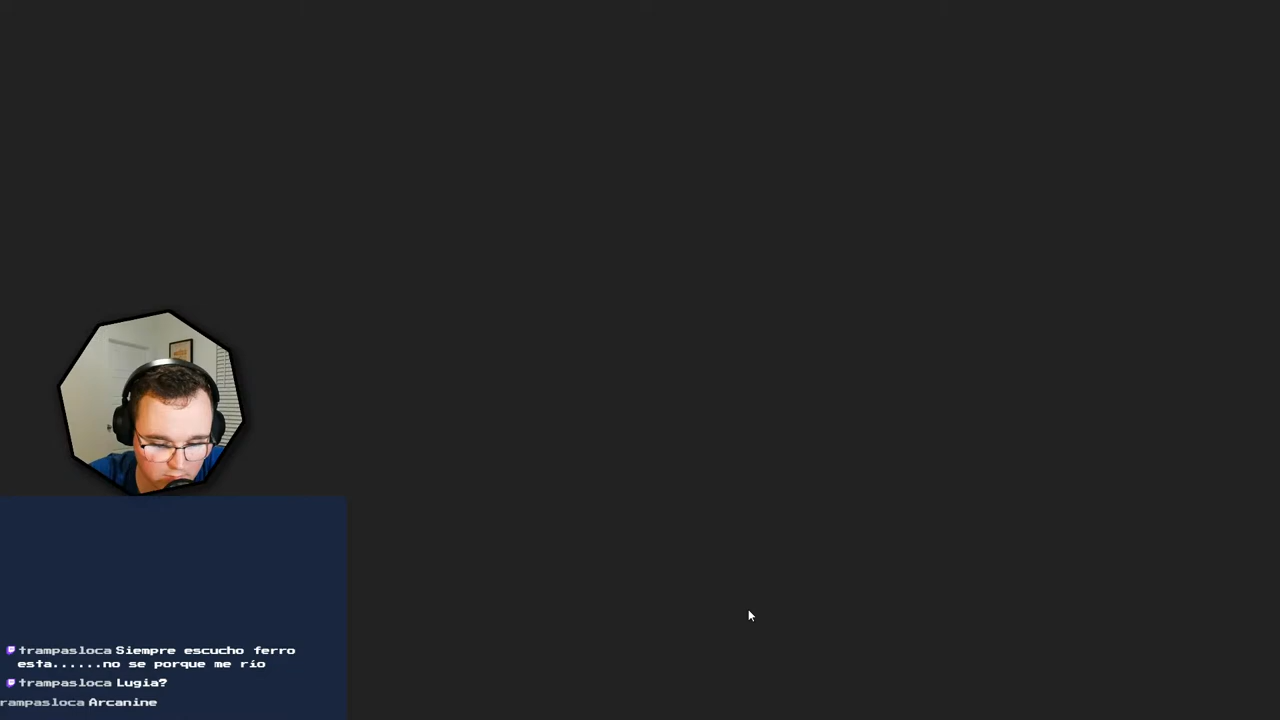 trampasloca Siempre escucho ferro
esta......no se porque me rio
trampasloca Lugia?
rampasloca Arcanine